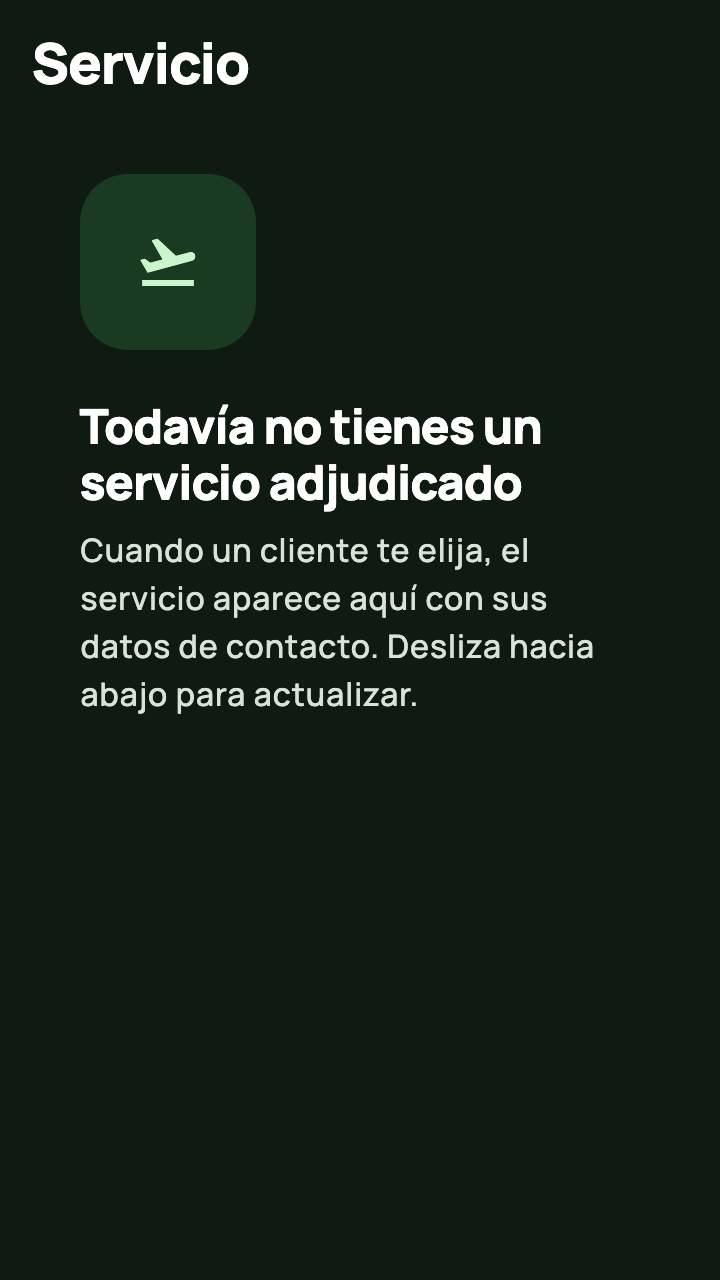 Servicio
Todavía no tienes un
servicio adjudicado
Cuando un cliente te elija, el
servicio aparece aquí con sus
datos de contacto. Desliza hacia
abajo para actualizar.